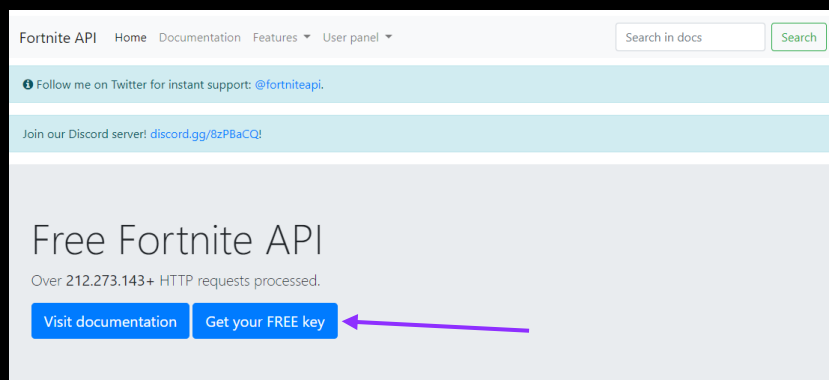 Fortnite API Home Documentation Features User panel Search in docs Search
Follow me on Twitter for instant support: @fortniteapi.
Join our Discord server! discord.gg/8zPBaCQ!
Free Fortnite API
Over 212.273.143+ HTTP requests processed.
Visit documentation Get your FREE key